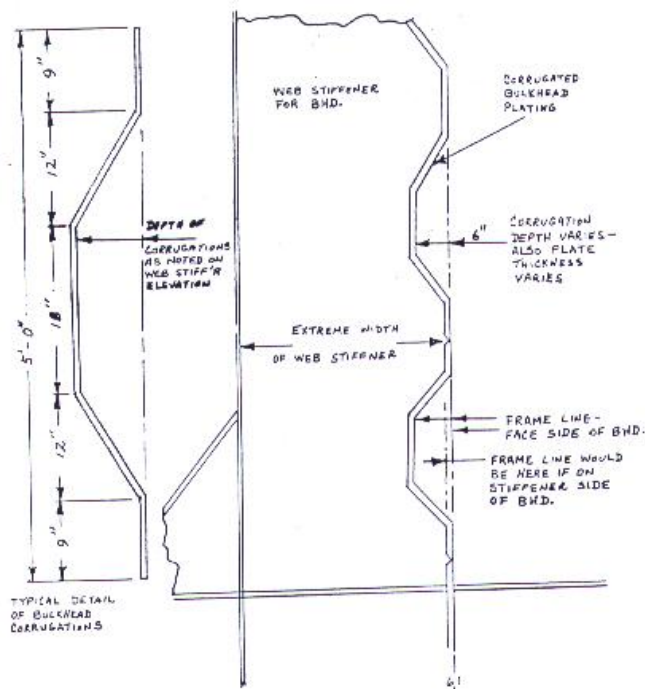 WEB STIFFENER
FOR BHD.
CORRUGATED
BULKHEAD
PLATING
9"
12"
18"
12"
9"
5'-0"
DEPTH OF
CORRUGATIONS
AS NOTED ON
WEB STIFF'R
ELEVATION
6"
CORRUGATION
DEPTH VARIES-
ALSO PLATE
THICKNESS
VARIES
EXTREME WIDTH
OF WEB STIFFENER
FRAME LINE-
FACE SIDE OF BHD.
FRAME LINE WOULD
BE HERE IF ON
STIFFENER SIDE
OF BHD.
TYPICAL DETAIL
OF BULKHEAD
CORRUGATIONS